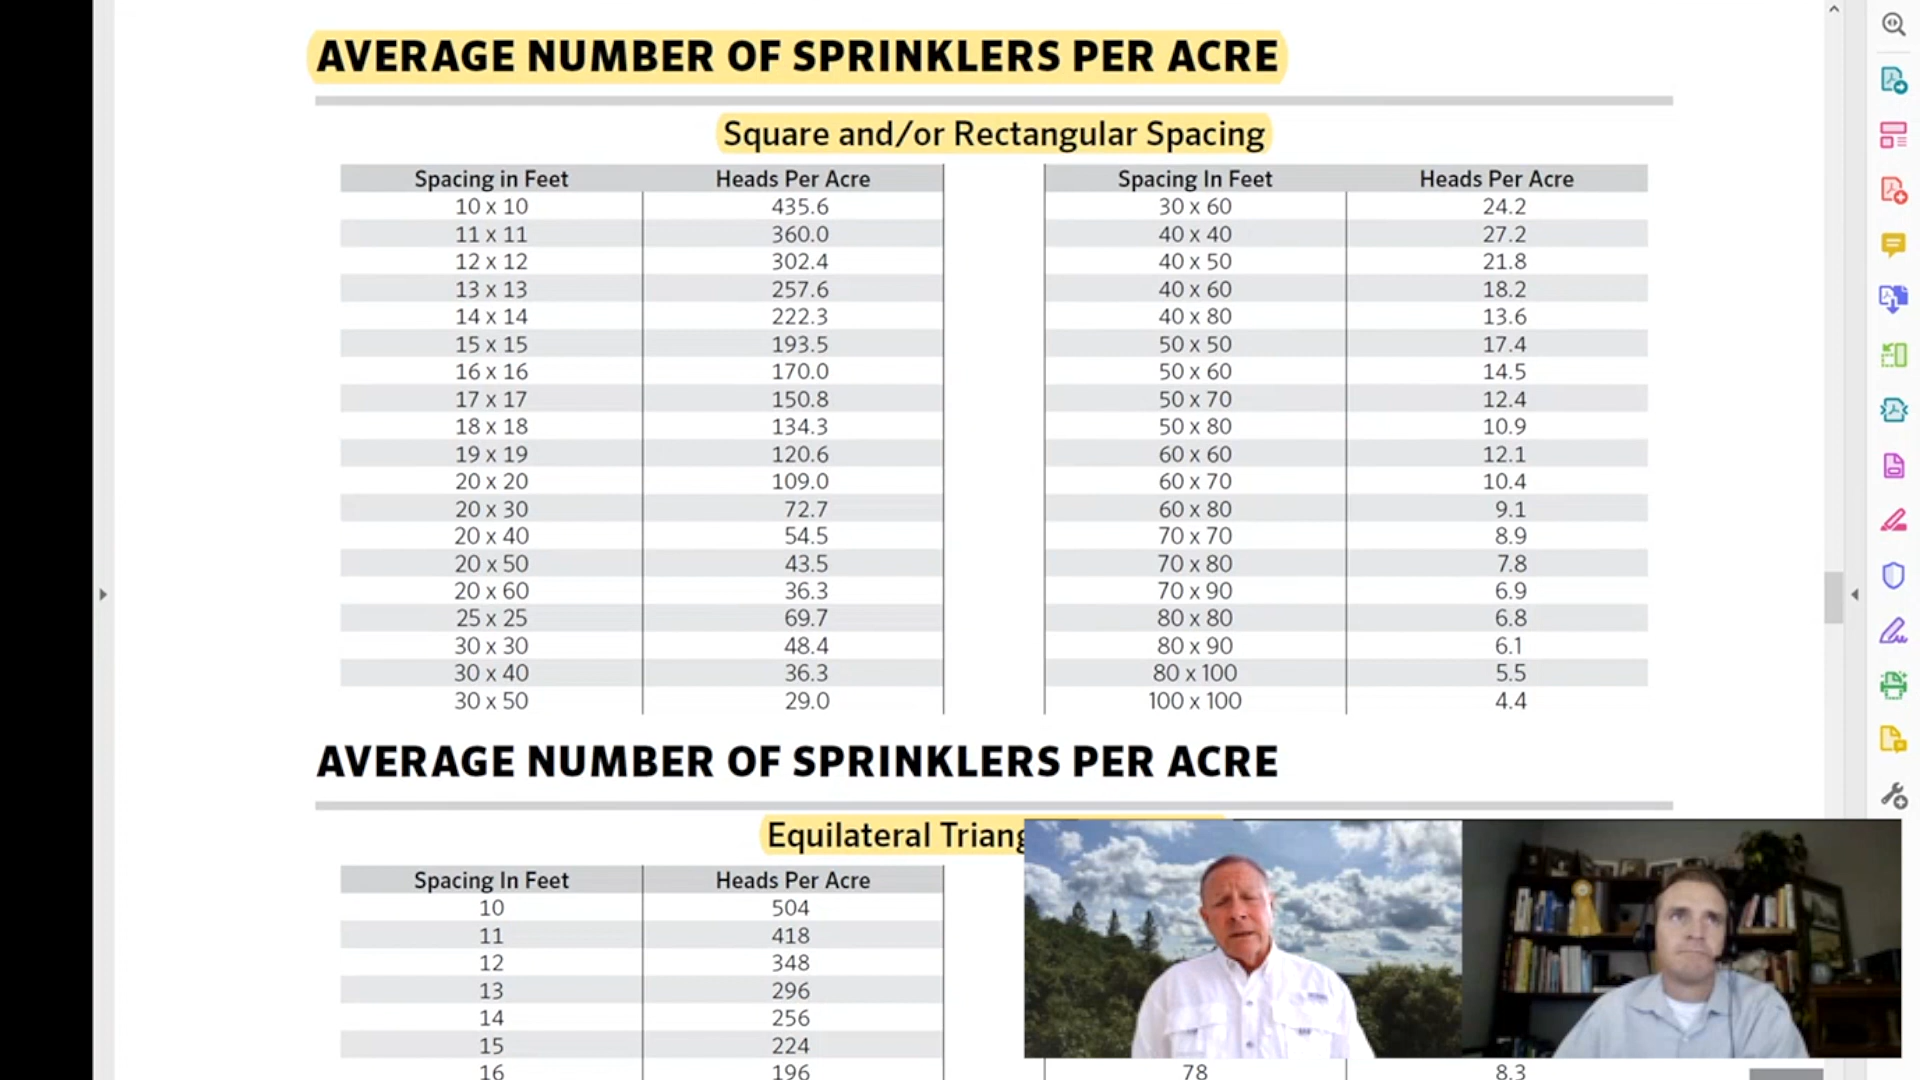 AVERAGE NUMBER OF SPRINKLERS PER ACRE
Square and/or Rectangular Spacing
Spacing in Feet Heads Per Acre
10 x 10 435.6
11 x 11 360.0
12 x 12 302.4
13 x 13 257.6
14 x 14 222.3
15 x 15 193.5
16 x 16 170.0
17 x 17 150.8
18 x 18 134.3
19 x 19 120.6
20 x 20 109.0
20 x 30 72.7
20 x 40 54.5
20 x 50 43.5
20 x 60 36.3
25 x 25 69.7
30 x 30 48.4
30 x 40 36.3
30 x 50 29.0
Spacing In Feet Heads Per Acre
30 x 60 24.2
40 x 40 27.2
40 x 50 21.8
40 x 60 18.2
40 x 80 13.6
50 x 50 17.4
50 x 60 14.5
50 x 70 12.4
50 x 80 10.9
60 x 60 12.1
60 x 70 10.4
60 x 80 9.1
70 x 70 8.9
70 x 80 7.8
70 x 90 6.9
80 x 80 6.8
80 x 90 6.1
80 x 100 5.5
100 x 100 4.4
AVERAGE NUMBER OF SPRINKLERS PER ACRE
Equilateral Triang
Spacing In Feet Heads Per Acre
10 504
11 418
12 348
13 296
14 256
15 224
16 196
78 8.3